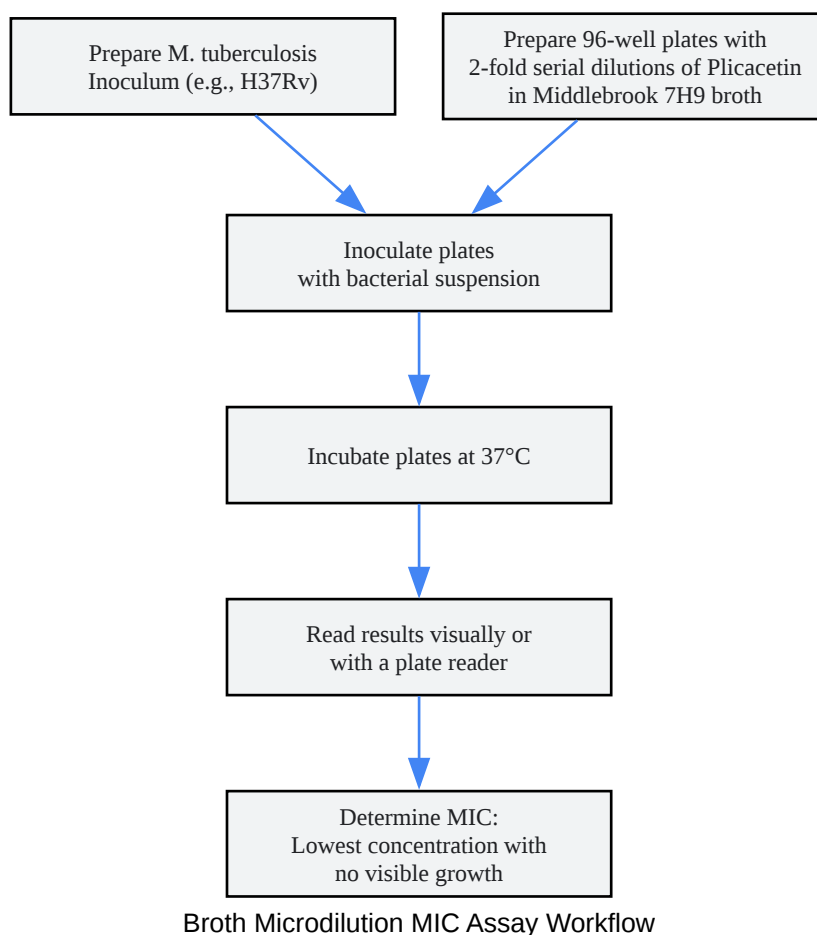 Prepare M. tuberculosis
Inoculum (e.g., H37Rv)
Prepare 96-well plates with
2-fold serial dilutions of Plicacetin
in Middlebrook 7H9 broth
Inoculate plates
with bacterial suspension
Incubate plates at 37°C
Read results visually or
with a plate reader
Determine MIC:
Lowest concentration with
no visible growth
Broth Microdilution MIC Assay Workflow